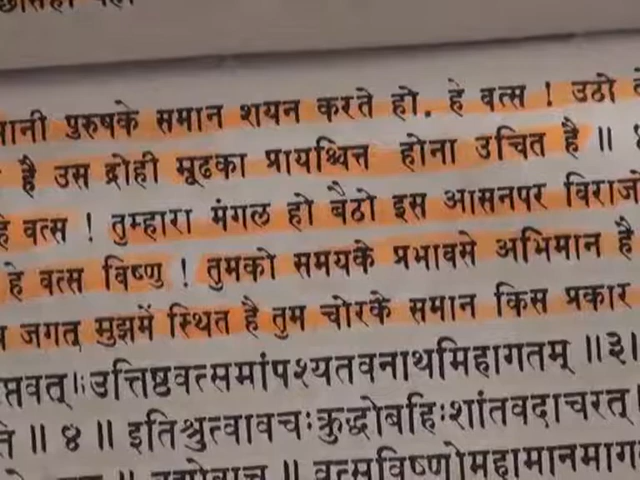 पुरुषके समान शयन करते हो. हे वत्स ! उठो
है उस द्रोही मूढका प्रायश्चित्त होना उचित है ॥
हे वत्स ! तुम्हारा मंगल हो बैठो इस आसनपर विराजो
हे वत्स विष्णु ! तुमको समयके प्रभावसे अभिमान है
जगत् मुझमें स्थित है तुम चोरके समान किस प्रकार
उत्तिष्ठवत्समांपश्यतवनाथमिहागतम् ॥३
॥ ४ ॥ इतिश्रुत्वावचःक्रुद्धोबहिःशांतवदाचरत्
॥ वत्सविष्णोमहामानमाग